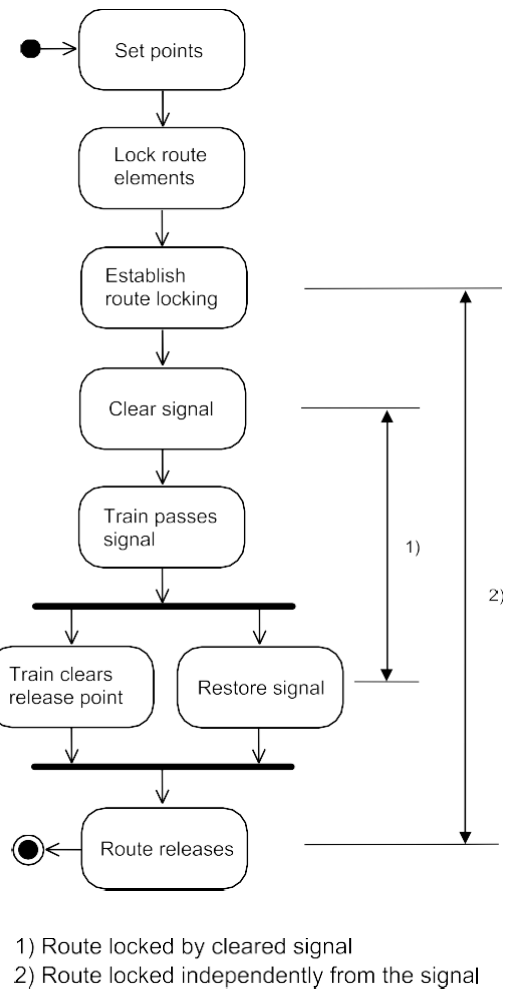 Set points
Lock route
elements
Establish
route locking
Clear signal
Train passes
signal
1)
2)
Train clears
release point
Restore signal
Route releases
1) Route locked by cleared signal
2) Route locked independently from the signal